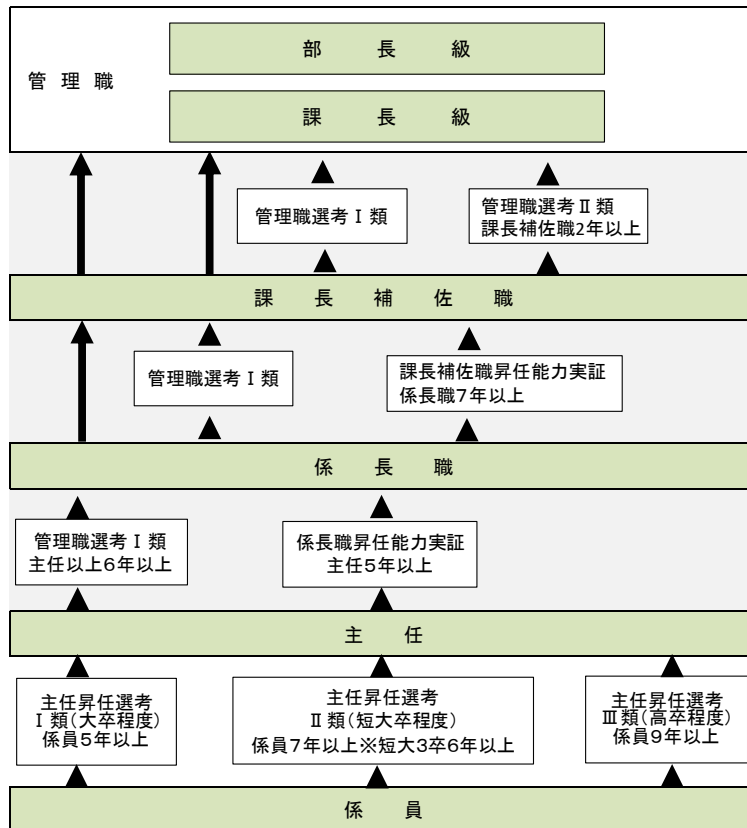 部長級
管理職
課長級
管理職選考Ⅰ類
管理職選考Ⅱ類
課長補佐職2年以上
課長補佐職
管理職選考Ⅰ類
課長補佐職昇任能力実証
係長職7年以上
係長職
管理職選考Ⅰ類
主任以上6年以上
係長職昇任能力実証
主任5年以上
主任
主任昇任選考
Ⅰ類(大卒程度)
係員5年以上
主任昇任選考
Ⅱ類(短大卒程度)
係員7年以上※短大3卒6年以上
主任昇任選考
Ⅲ類(高卒程度)
係員9年以上
係員